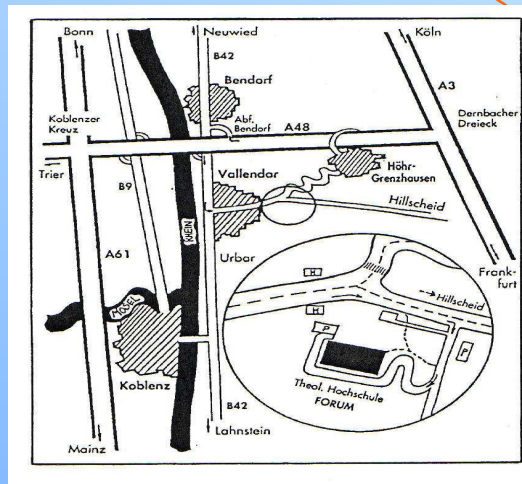 Bonn
Neuwied
Köln
B42
Bendorf
A3
Koblenzer
Kreuz
Abf.
Bendorf
A48
Dernbacher
Dreieck
Trier
B9
Vallendar
Höhr-
Grenzhausen
Hillscheid
RHEIN
A61
Urbar
Frank-
furt
MOSEL
H
Hillscheid
H
P
P
Koblenz
Theol. Hochschule
FORUM
B42
Mainz
Lahnstein